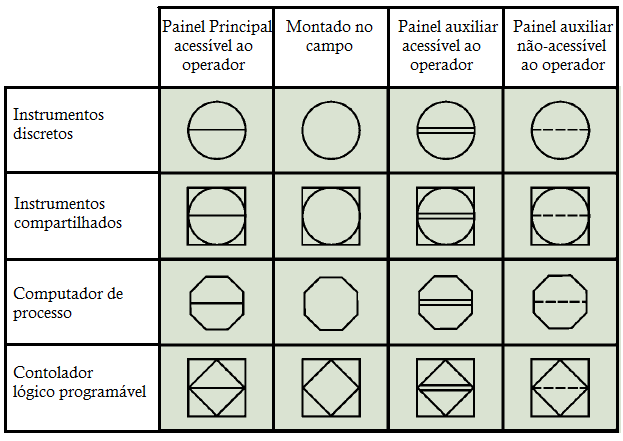 Painel Principal
acessível ao
operador
Montado no
campo
Painel auxiliar
acessível ao
operador
Painel auxiliar
não-acessível
ao operador
Instrumentos
discretos
Instrumentos
compartilhados
Computador de
processo
Contolador
lógico programável